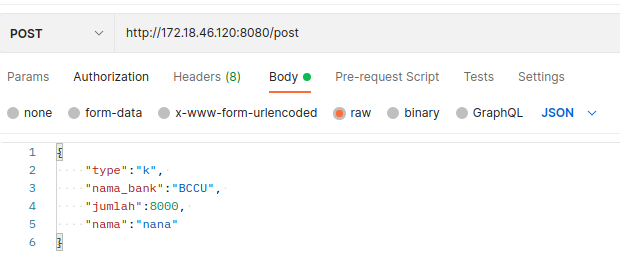 POST http://172.18.46.120:8080/post
Params Authorization Headers (8) Body Pre-request Script Tests Settings
none form-data x-www-form-urlencoded raw binary GraphQL JSON
1 {
2 "type":"k",
3 "nama_bank":"BCCU",
4 "jumlah":8000,
5 "nama":"nana"
6 }